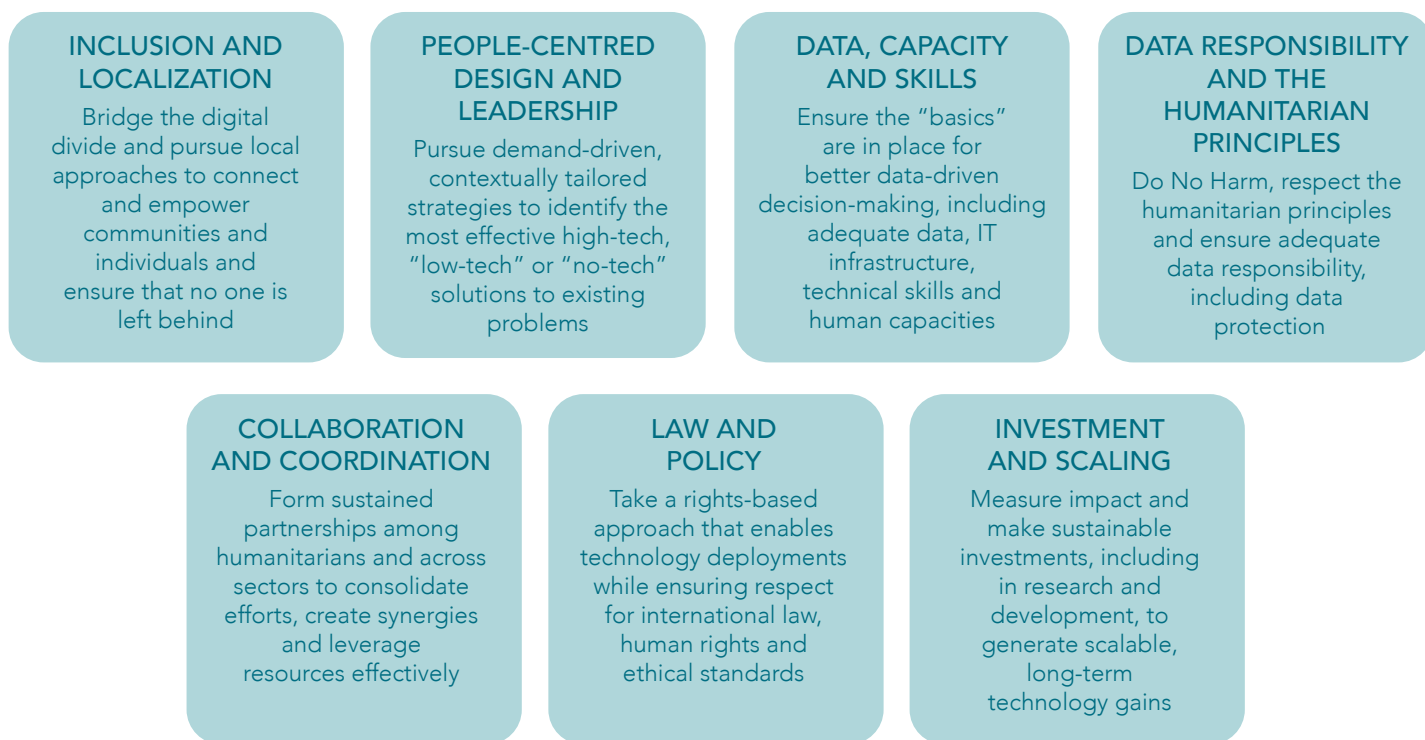 INCLUSION AND
LOCALIZATION
Bridge the digital
divide and pursue local
approaches to connect
and empower
communities and
individuals and
ensure that no one is
left behind
PEOPLE-CENTRED
DESIGN AND
LEADERSHIP
Pursue demand-driven,
contextually tailored
strategies to identify the
most effective high-tech,
“low-tech” or “no-tech”
solutions to existing
problems
DATA, CAPACITY
AND SKILLS
Ensure the “basics”
are in place for
better data-driven
decision-making, including
adequate data, IT
infrastructure,
technical skills and
human capacities
DATA RESPONSIBILITY
AND THE
HUMANITARIAN
PRINCIPLES
Do No Harm, respect the
humanitarian principles
and ensure adequate
data responsibility,
including data
protection
COLLABORATION
AND COORDINATION
Form sustained
partnerships among
humanitarians and across
sectors to consolidate
efforts, create synergies
and leverage
resources effectively
LAW AND
POLICY
Take a rights-based
approach that enables
technology deployments
while ensuring respect
for international law,
human rights and
ethical standards
INVESTMENT
AND SCALING
Measure impact and
make sustainable
investments, including
in research and
development, to
generate scalable,
long-term
technology gains